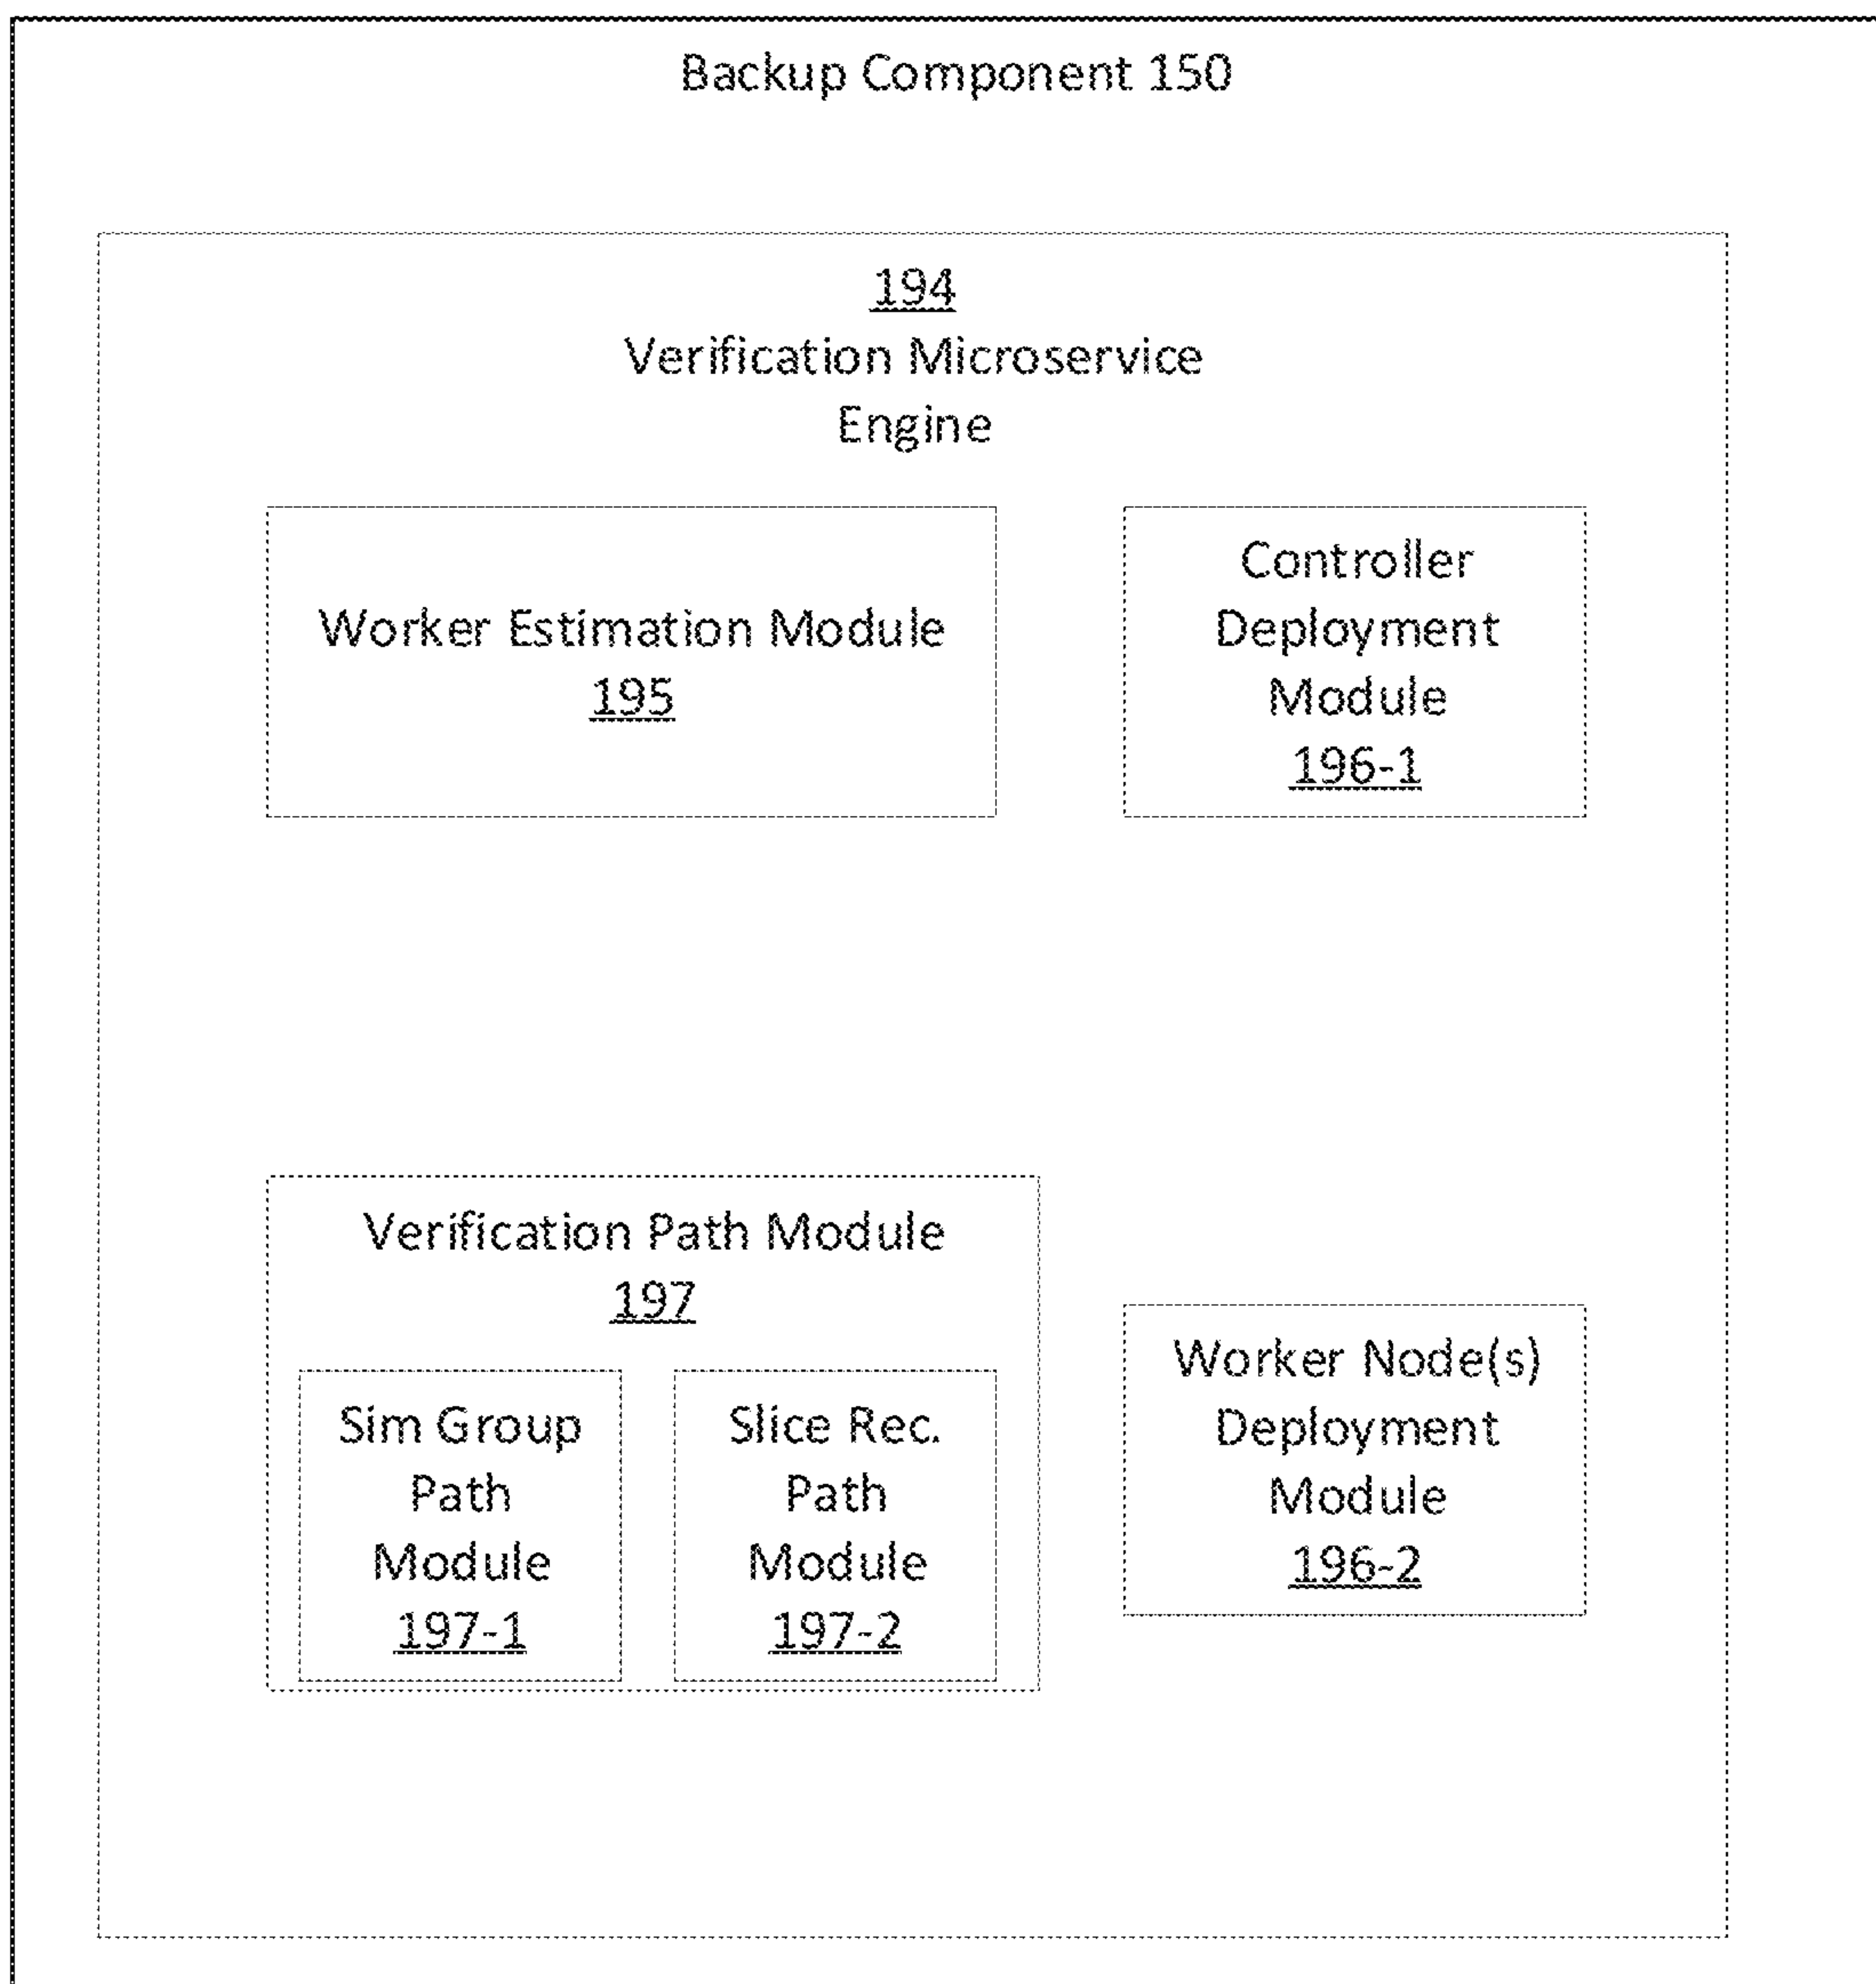 Backup Component 150
194
Verification Microservice
Engine
Worker Estimation Module
195
Controller
Deployment
Module
196-1
Verification Path Module
197
Sim Group
Path
Module
197-1
Slice Rec.
Path
Module
197-2
Worker Node(s)
Deployment
Module
196-2